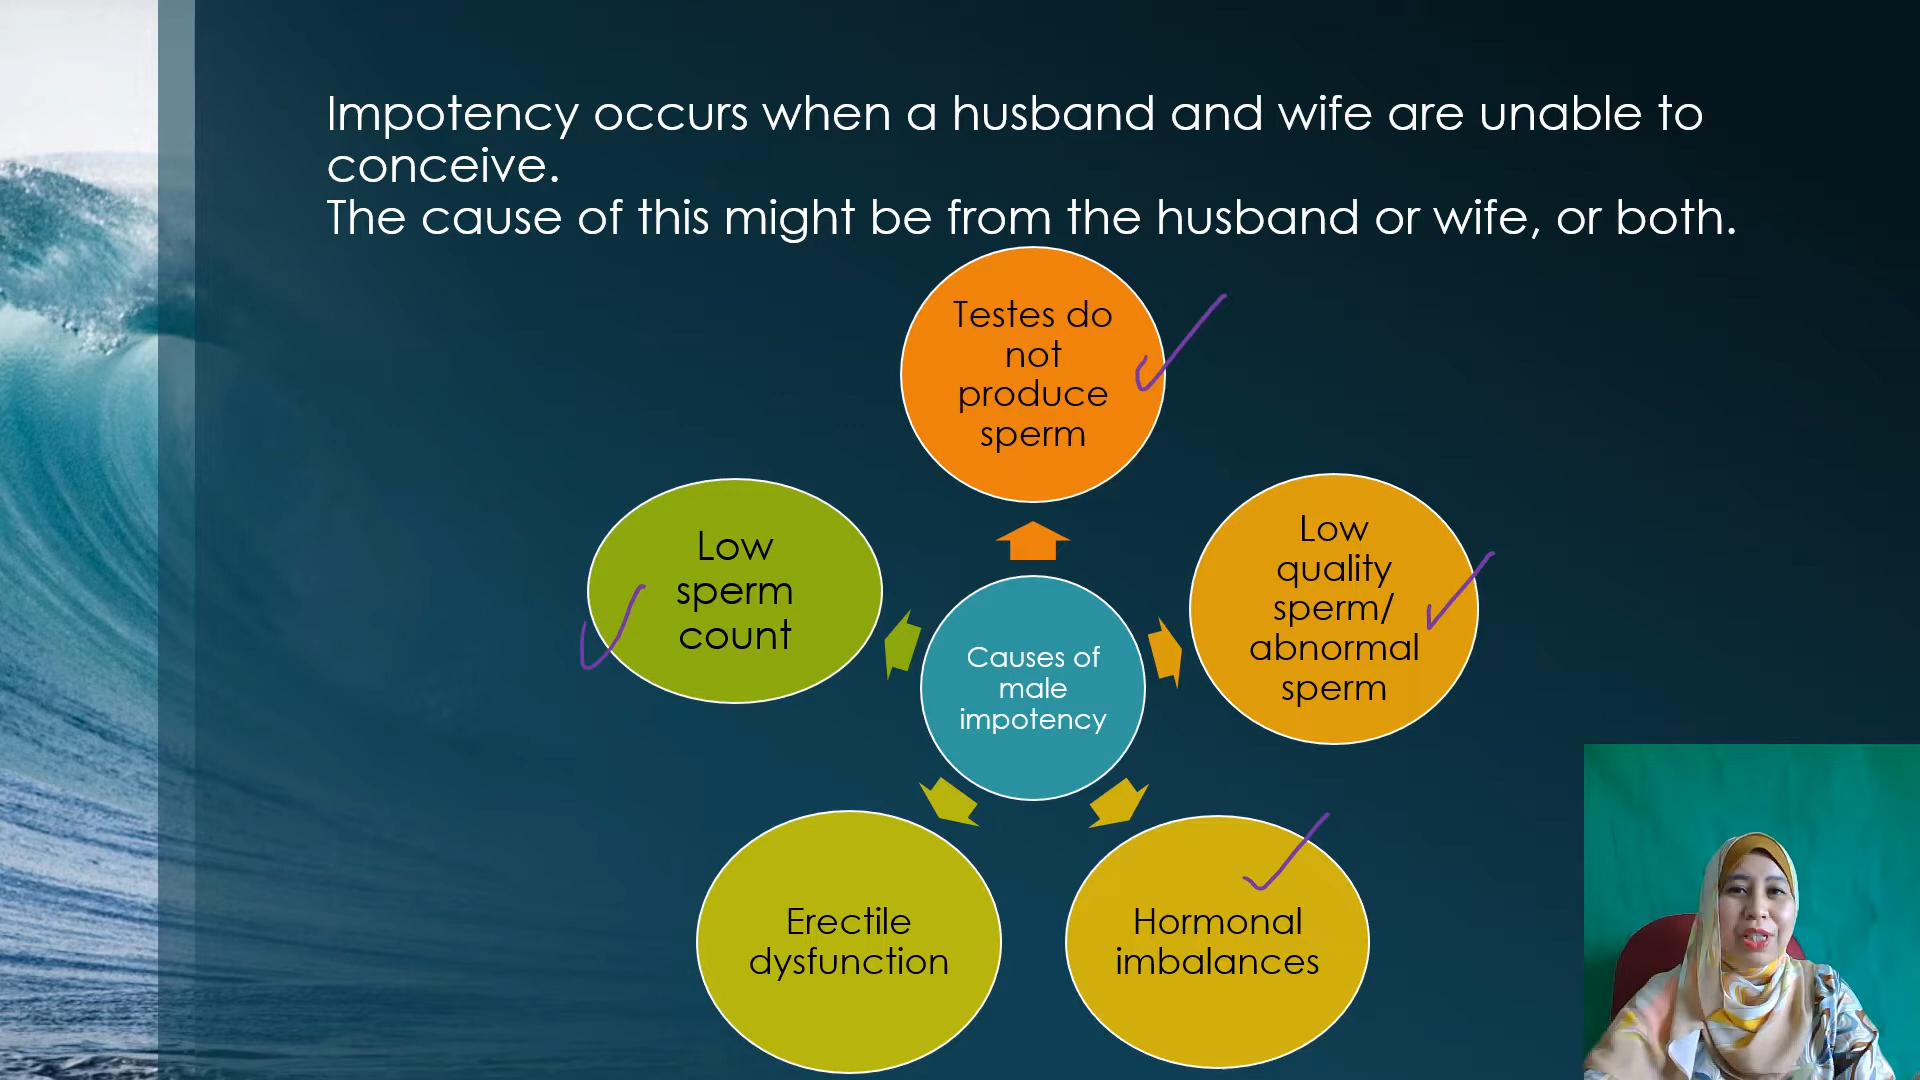 Impotency occurs when a husband and wife are unable to
conceive.
The cause of this might be from the husband or wife, or both.
Testes do
not
produce
sperm
Low
sperm
count
Low
quality
sperm/
abnormal
sperm
Causes of
male
impotency
Erectile
dysfunction
Hormonal
imbalances